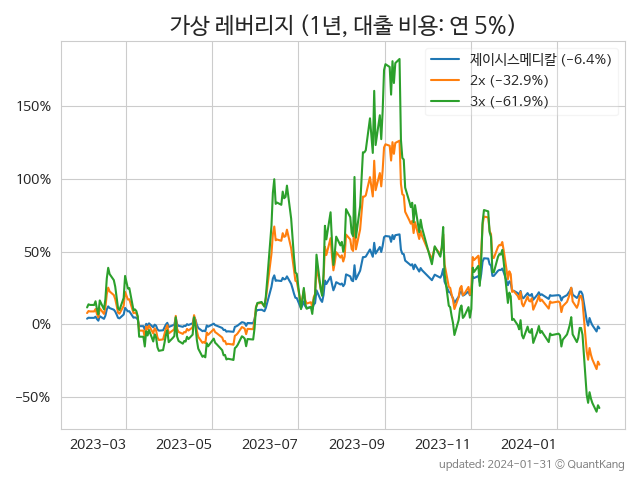 가상 레버리지 (1년, 대출 비용: 연 5%)
제이시스메디칼 (−6.4%)
2x (−32.9%)
3x (−61.9%)
150%
100%
50%
0%
−50%
2023−03 2023−05 2023−07 2023−09 2023−11 2024−01
updated: 2024-01-31 © QuantKang